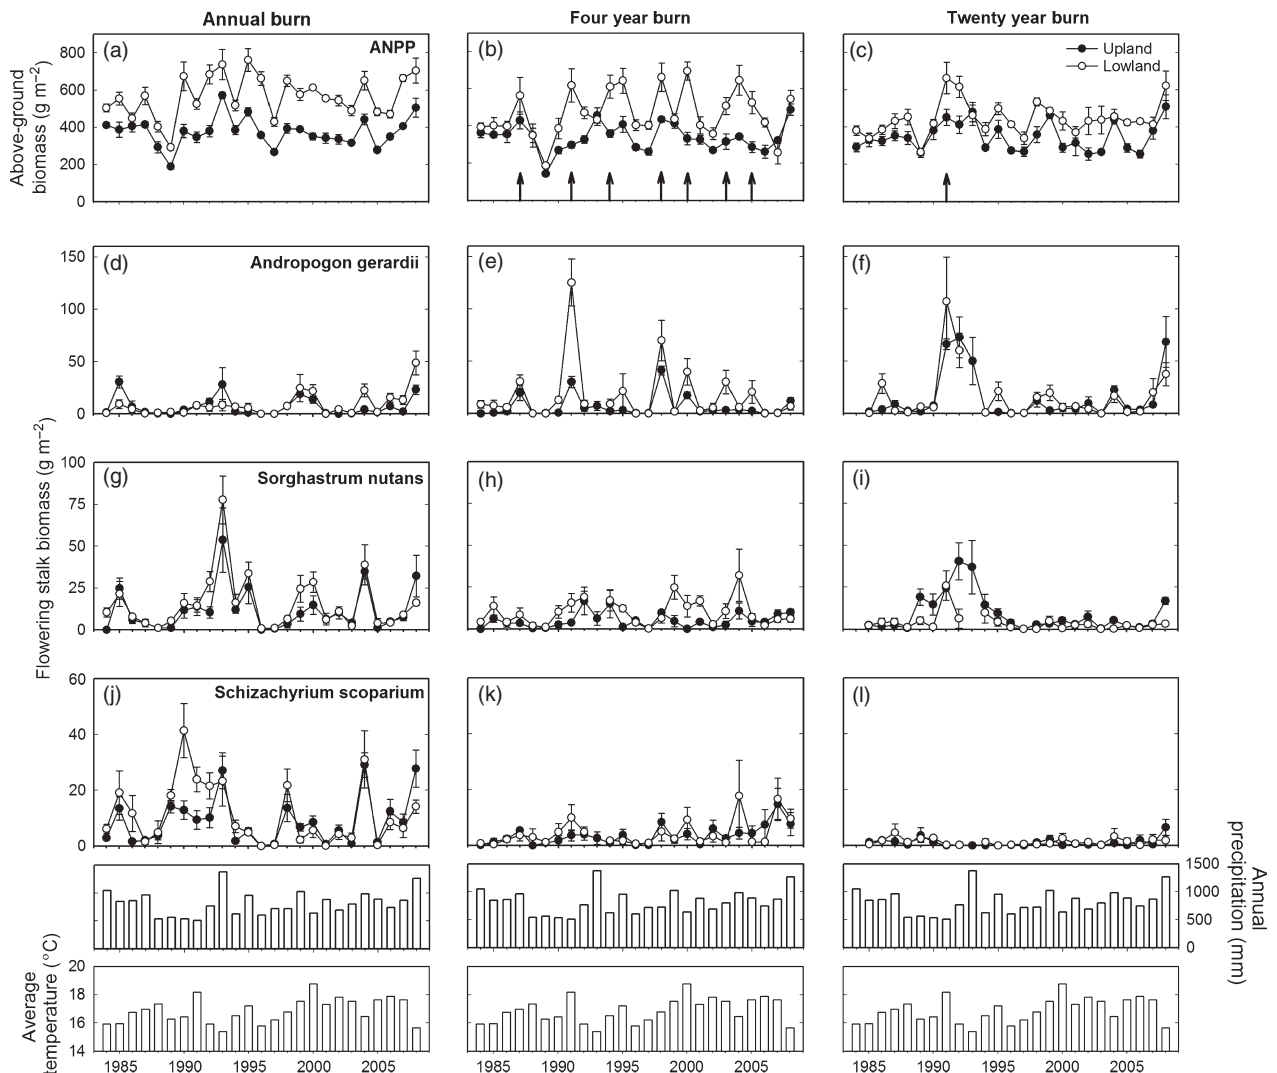 Annual burn
Four year burn
Twenty year burn
Above-ground
biomass (g m⁻²)
800
600
400
200
0
(a)
ANPP
(b)
(c)
Upland
Lowland
Flowering stalk biomass (g m⁻²)
150
100
50
0
(d)
Andropogon gerardii
(e)
(f)
100
75
50
25
0
(g)
Sorghastrum nutans
(h)
(i)
60
40
20
0
(j)
Schizachyrium scoparium
(k)
(l)
1500
1000
500
0
Annual
precipitation (mm)
Average
temperature (°C)
20
18
16
14
1985 1990 1995 2000 2005
1985 1990 1995 2000 2005
1985 1990 1995 2000 2005